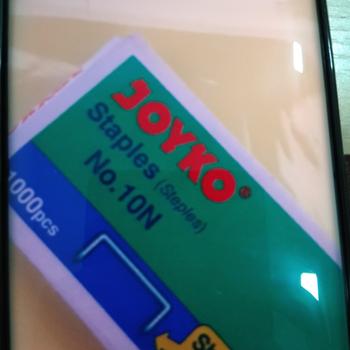 JOYKO®
Staples (Steples)
No.10N
1000pcs